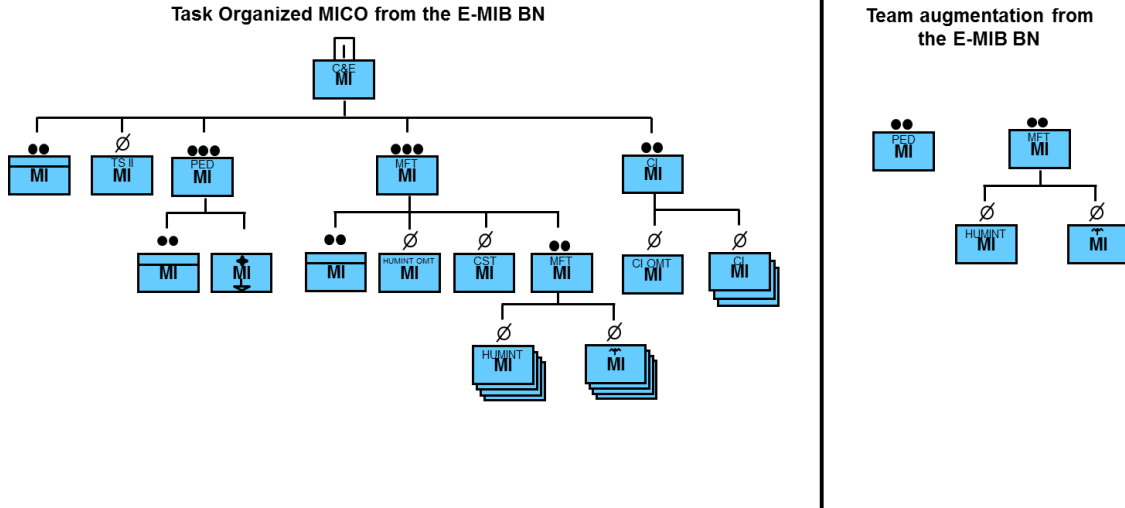 Task Organized MICO from the E-MIB BN
Team augmentation from
the E-MIB BN
C&E
MI
MI
TS II
MI
PED
MI
MFT
MI
CI
MI
PED
MI
MFT
MI
MI
MI
MI
HUMINT OMT
MI
CST
MI
MFT
MI
CI OMT
MI
CI
MI
HUMINT
MI
MI
HUMINT
MI
MI